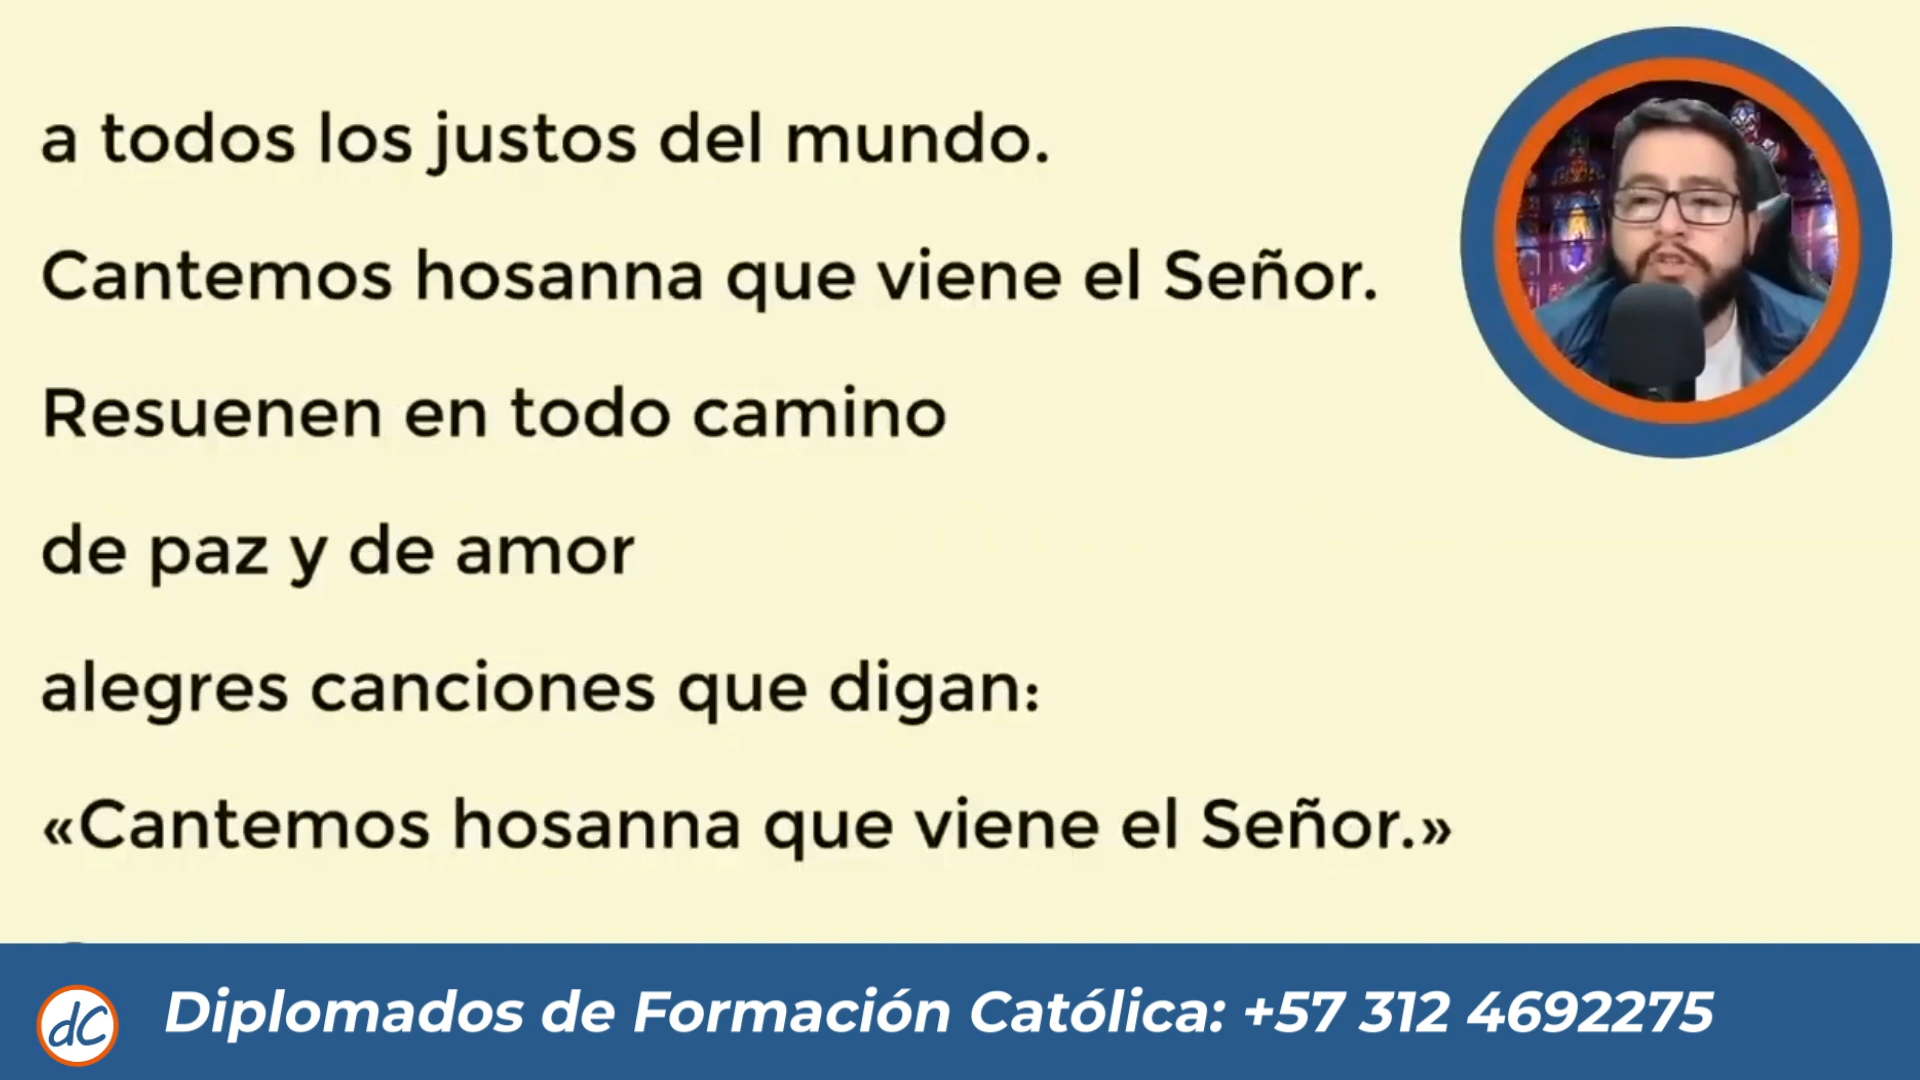 a todos los justos del mundo.
Cantemos hosanna que viene el Señor.
Resuenen en todo camino
de paz y de amor
alegres canciones que digan:
«Cantemos hosanna que viene el Señor.»
dC Diplomados de Formación Católica: +57 312 4692275